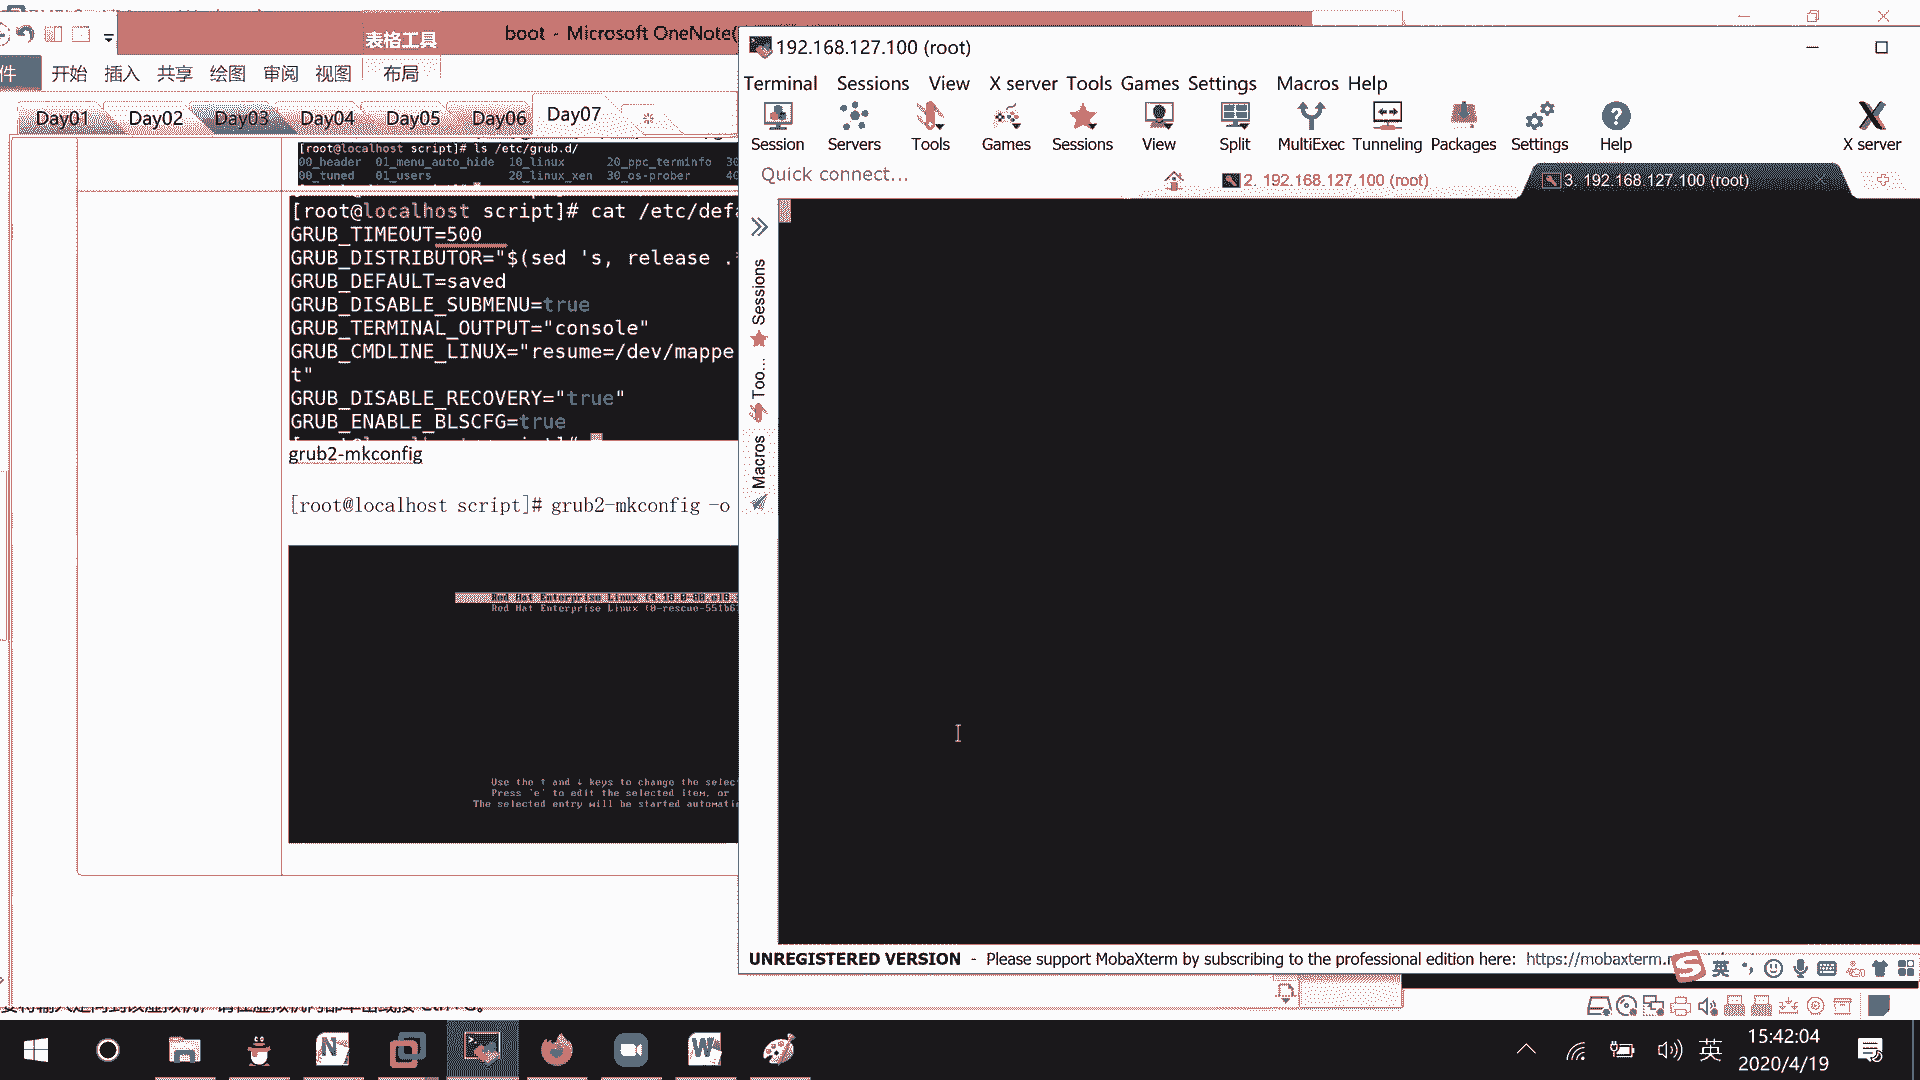 表格工具
boot - Microsoft OneNote(
件 开始 插入 共享 绘图 审阅 视图 布局
Day01 Day02 Day03 Day04 Day05 Day06 Day07
[root@localhost script]# ls /etc/grub.d/
00_header 01_menu_auto_hide 10_linux 20_ppc_terminfo 30
00_tuned 01_users 20_linux_xen 30_os-prober 40
[root@localhost script]# cat /etc/defa
GRUB_TIMEOUT=500
GRUB_DISTRIBUTOR="$(sed 's, release .
GRUB_DEFAULT=saved
GRUB_DISABLE_SUBMENU=true
GRUB_TERMINAL_OUTPUT="console"
GRUB_CMDLINE_LINUX="resume=/dev/mappe
t"
GRUB_DISABLE_RECOVERY="true"
GRUB_ENABLE_BLSCFG=true
grub2-mkconfig
[root@localhost script]# grub2-mkconfig -o
Red Hat Enterprise Linux (4.18.0-80.el8.
Red Hat Enterprise Linux (0-rescue-551b6
Use the ↑ and ↓ keys to change the selec
Press 'e' to edit the selected item, or
The selected entry will be started automati
192.168.127.100 (root)
Terminal Sessions View X server Tools Games Settings Macros Help
Session Servers Tools Games Sessions View Split MultiExec Tunneling Packages Settings Help X server
Quick connect...
2. 192.168.127.100 (root)
3. 192.168.127.100 (root)
Sessions
Too...
Macros
UNREGISTERED VERSION - Please support MobaXterm by subscribing to the professional edition here: https://mobaxterm.
英
15:42:04
英
2020/4/19